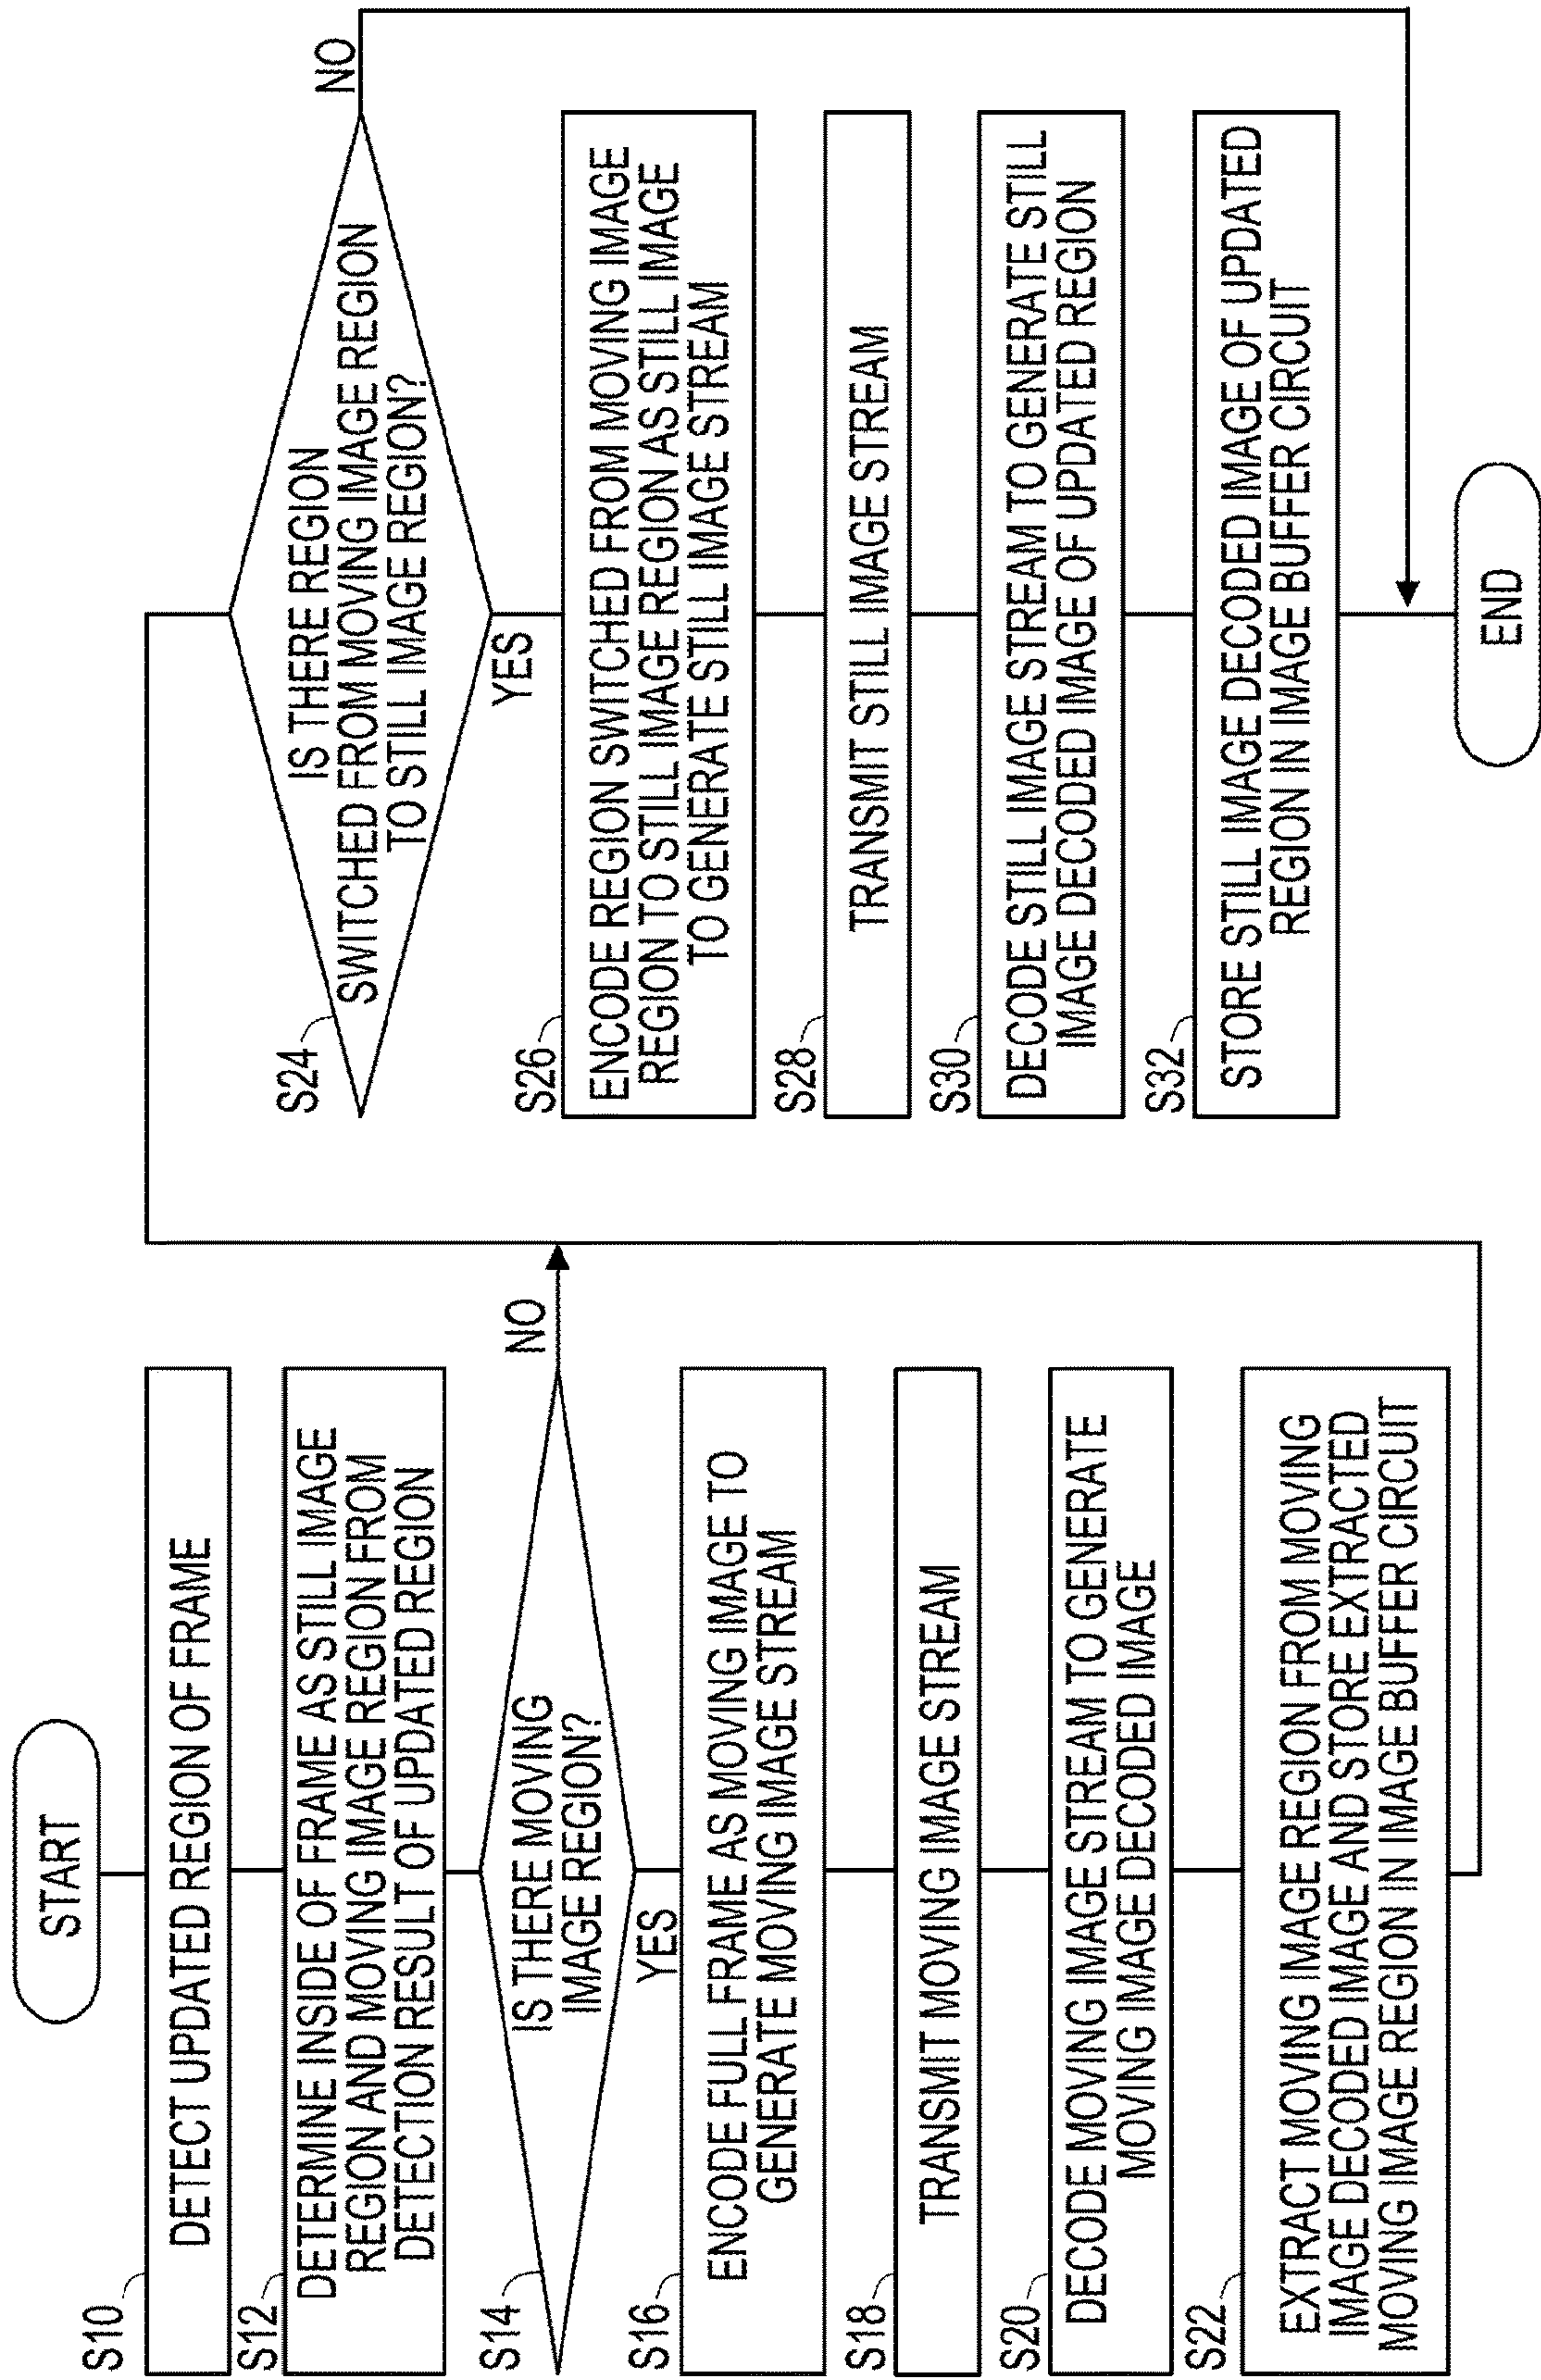 START
S10
DETECT UPDATED REGION OF FRAME
S12
DETERMINE INSIDE OF FRAME AS STILL IMAGE
REGION AND MOVING IMAGE REGION FROM
DETECTION RESULT OF UPDATED REGION
S14
IS THERE MOVING
IMAGE REGION?
NO
YES
S16
ENCODE FULL FRAME AS MOVING IMAGE TO
GENERATE MOVING IMAGE STREAM
S18
TRANSMIT MOVING IMAGE STREAM
S20
DECODE MOVING IMAGE STREAM TO GENERATE
MOVING IMAGE DECODED IMAGE
S22
EXTRACT MOVING IMAGE REGION FROM MOVING
IMAGE DECODED IMAGE AND STORE EXTRACTED
MOVING IMAGE REGION IN IMAGE BUFFER CIRCUIT
S24
IS THERE REGION
SWITCHED FROM MOVING IMAGE REGION
TO STILL IMAGE REGION?
NO
YES
S26
ENCODE REGION SWITCHED FROM MOVING IMAGE
REGION TO STILL IMAGE REGION AS STILL IMAGE
TO GENERATE STILL IMAGE STREAM
S28
TRANSMIT STILL IMAGE STREAM
S30
DECODE STILL IMAGE STREAM TO GENERATE STILL
IMAGE DECODED IMAGE OF UPDATED REGION
S32
STORE STILL IMAGE DECODED IMAGE OF UPDATED
REGION IN IMAGE BUFFER CIRCUIT
END